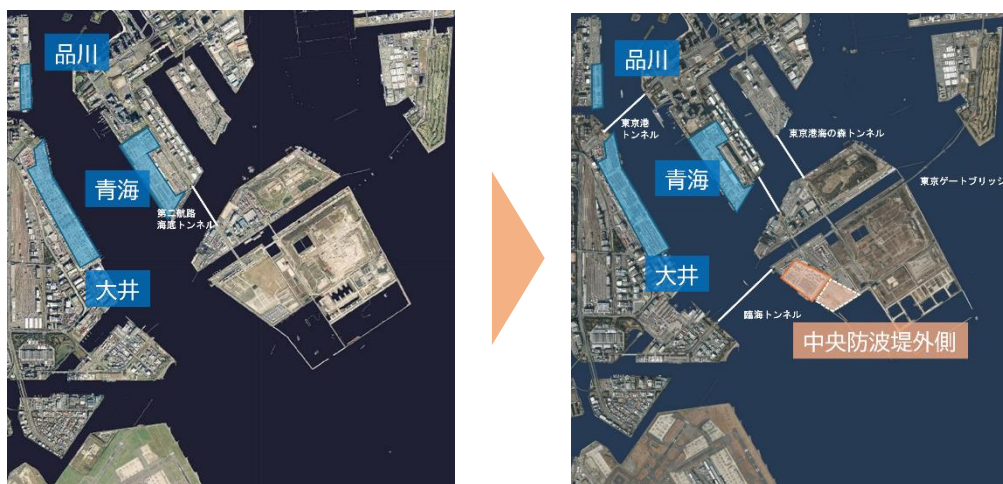 品川
青海
第二航路
海底トンネル
大井
品川
東京港
トンネル
東京港海の森トンネル
青海
東京ゲートブリッジ
大井
臨海トンネル
中央防波堤外側